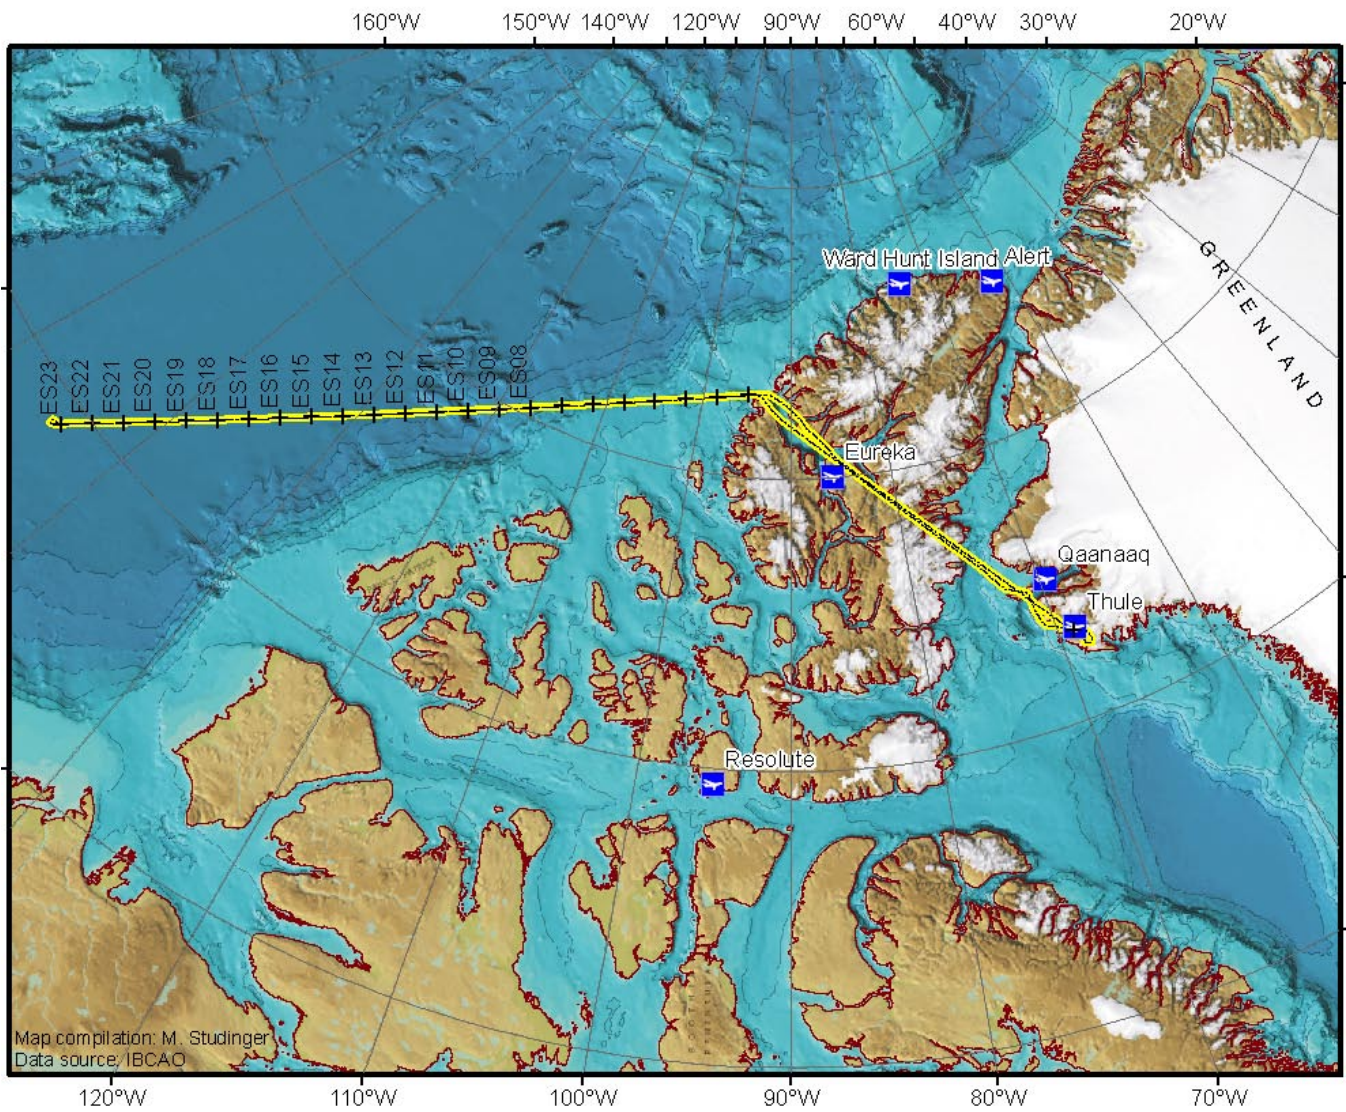 160°W 150°W 140°W 120°W 90°W 60°W 40°W 30°W 20°W
Ward Hunt Island Alert
GREENLAND
ES23 ES22 ES21 ES20 ES19 ES18 ES17 ES16 ES15 ES14 ES13 ES12 ES11 ES10 ES09 ES08
Eureka
Qaanaaq
Thule
Resolute
Map compilation: M. Studinger
Data source: IBCAO
120°W 110°W 100°W 90°W 80°W 70°W